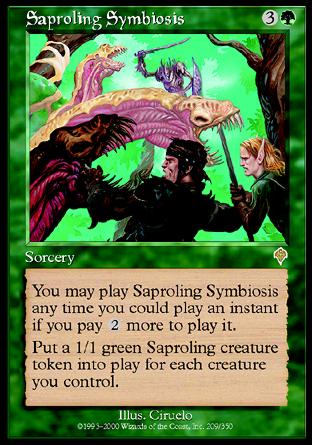 Saproling Symbiosis 3
Sorcery
You may play Saproling Symbiosis
any time you could play an instant
if you pay 2 more to play it.
Put a 1/1 green Saproling creature
token into play for each creature
you control.
Illus. Ciruelo
©1993–2000 Wizards of the Coast, Inc. 209/350